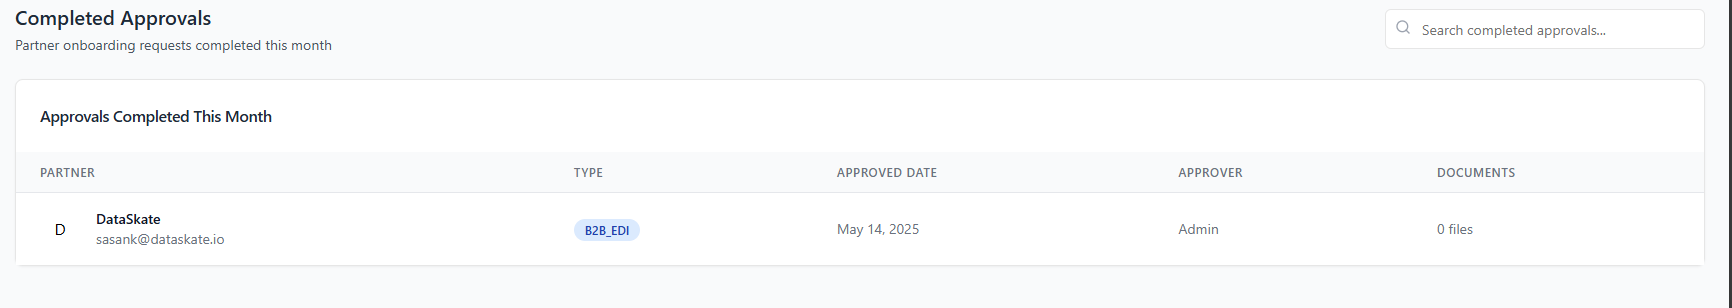 Completed Approvals
Partner onboarding requests completed this month
Search completed approvals...
Approvals Completed This Month
PARTNER TYPE APPROVED DATE APPROVER DOCUMENTS
D DataSkate B2B_EDI May 14, 2025 Admin 0 files
sasank@dataskate.io